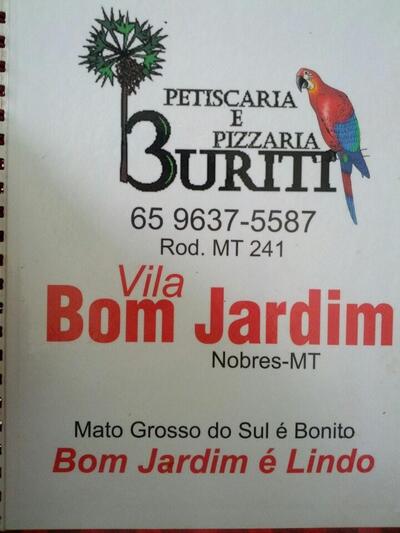 PETISCARIA
E
PIZZARIA
BURITI
65 9637-5587
Rod. MT 241
Vila
Bom Jardim
Nobres-MT
Mato Grosso do Sul é Bonito
Bom Jardim é Lindo